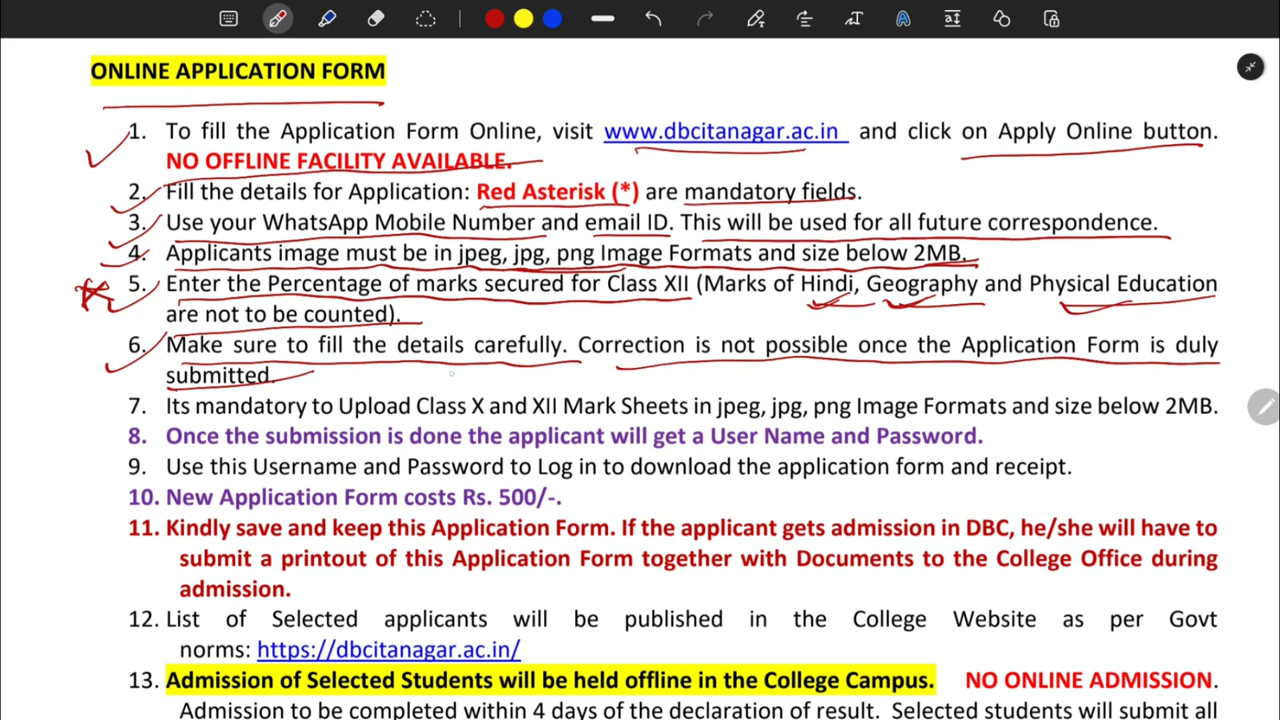 ONLINE APPLICATION FORM
1. To fill the Application Form Online, visit www.dbcitanagar.ac.in and click on Apply Online button.
NO OFFLINE FACILITY AVAILABLE.
2. Fill the details for Application: Red Asterisk (*) are mandatory fields.
3. Use your WhatsApp Mobile Number and email ID. This will be used for all future correspondence.
4. Applicants image must be in jpeg, jpg, png Image Formats and size below 2MB.
5. Enter the Percentage of marks secured for Class XII (Marks of Hindi, Geography and Physical Education
are not to be counted).
6. Make sure to fill the details carefully. Correction is not possible once the Application Form is duly
submitted.
7. Its mandatory to Upload Class X and XII Mark Sheets in jpeg, jpg, png Image Formats and size below 2MB.
8. Once the submission is done the applicant will get a User Name and Password.
9. Use this Username and Password to Log in to download the application form and receipt.
10. New Application Form costs Rs. 500/-.
11. Kindly save and keep this Application Form. If the applicant gets admission in DBC, he/she will have to
submit a printout of this Application Form together with Documents to the College Office during
admission.
12. List of Selected applicants will be published in the College Website as per Govt
norms: https://dbcitanagar.ac.in/
13. Admission of Selected Students will be held offline in the College Campus. NO ONLINE ADMISSION.
Admission to be completed within 4 days of the declaration of result. Selected students will submit all